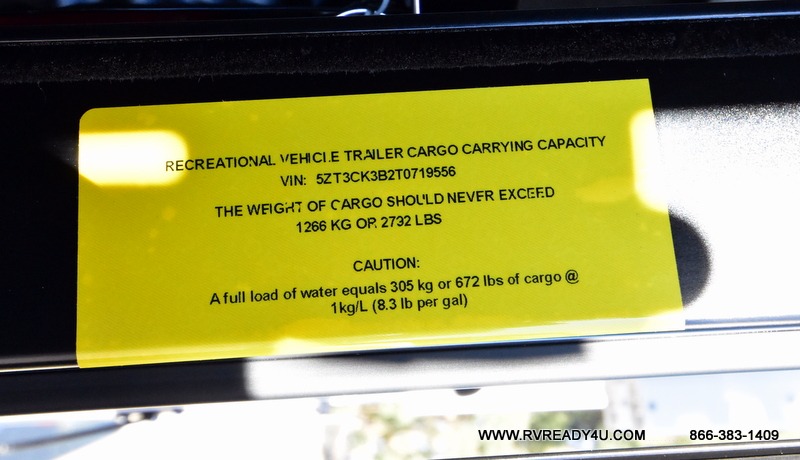 RECREATIONAL VEHICLE TRAILER CARGO CARRYING CAPACITY
VIN: 5ZT3CK3B2T0719556
THE WEIGHT OF CARGO SHOULD NEVER EXCEED
1266 KG OR 2792 LBS
CAUTION:
A full load of water equals 305 kg or 672 lbs of cargo @
1kg/L (8.3 lb per gal)
WWW.RVREADY4U.COM 866-383-1409